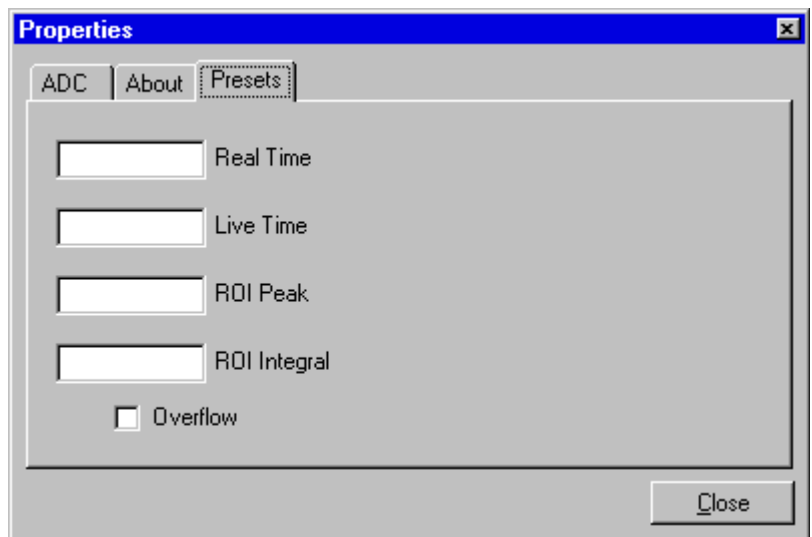 Properties
ADC About Presets
Real Time
Live Time
ROI Peak
ROI Integral
Overflow
Close